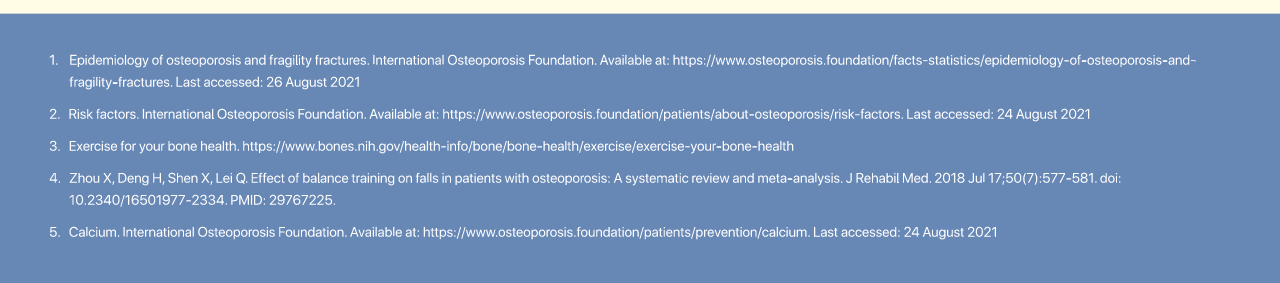 1. Epidemiology of osteoporosis and fragility fractures. International Osteoporosis Foundation. Available at: https://www.osteoporosis.foundation/facts-statistics/epidemiology-of-osteoporosis-and-
fragility-fractures. Last accessed: 26 August 2021
2. Risk factors. International Osteoporosis Foundation. Available at: https://www.osteoporosis.foundation/patients/about-osteoporosis/risk-factors. Last accessed: 24 August 2021
3. Exercise for your bone health. https://www.bones.nih.gov/health-info/bone/bone-health/exercise/exercise-your-bone-health
4. Zhou X, Deng H, Shen X, Lei Q. Effect of balance training on falls in patients with osteoporosis: A systematic review and meta-analysis. J Rehabil Med. 2018 Jul 17;50(7):577-581. doi:
10.2340/16501977-2334. PMID: 29767225.
5. Calcium. International Osteoporosis Foundation. Available at: https://www.osteoporosis.foundation/patients/prevention/calcium. Last accessed: 24 August 2021